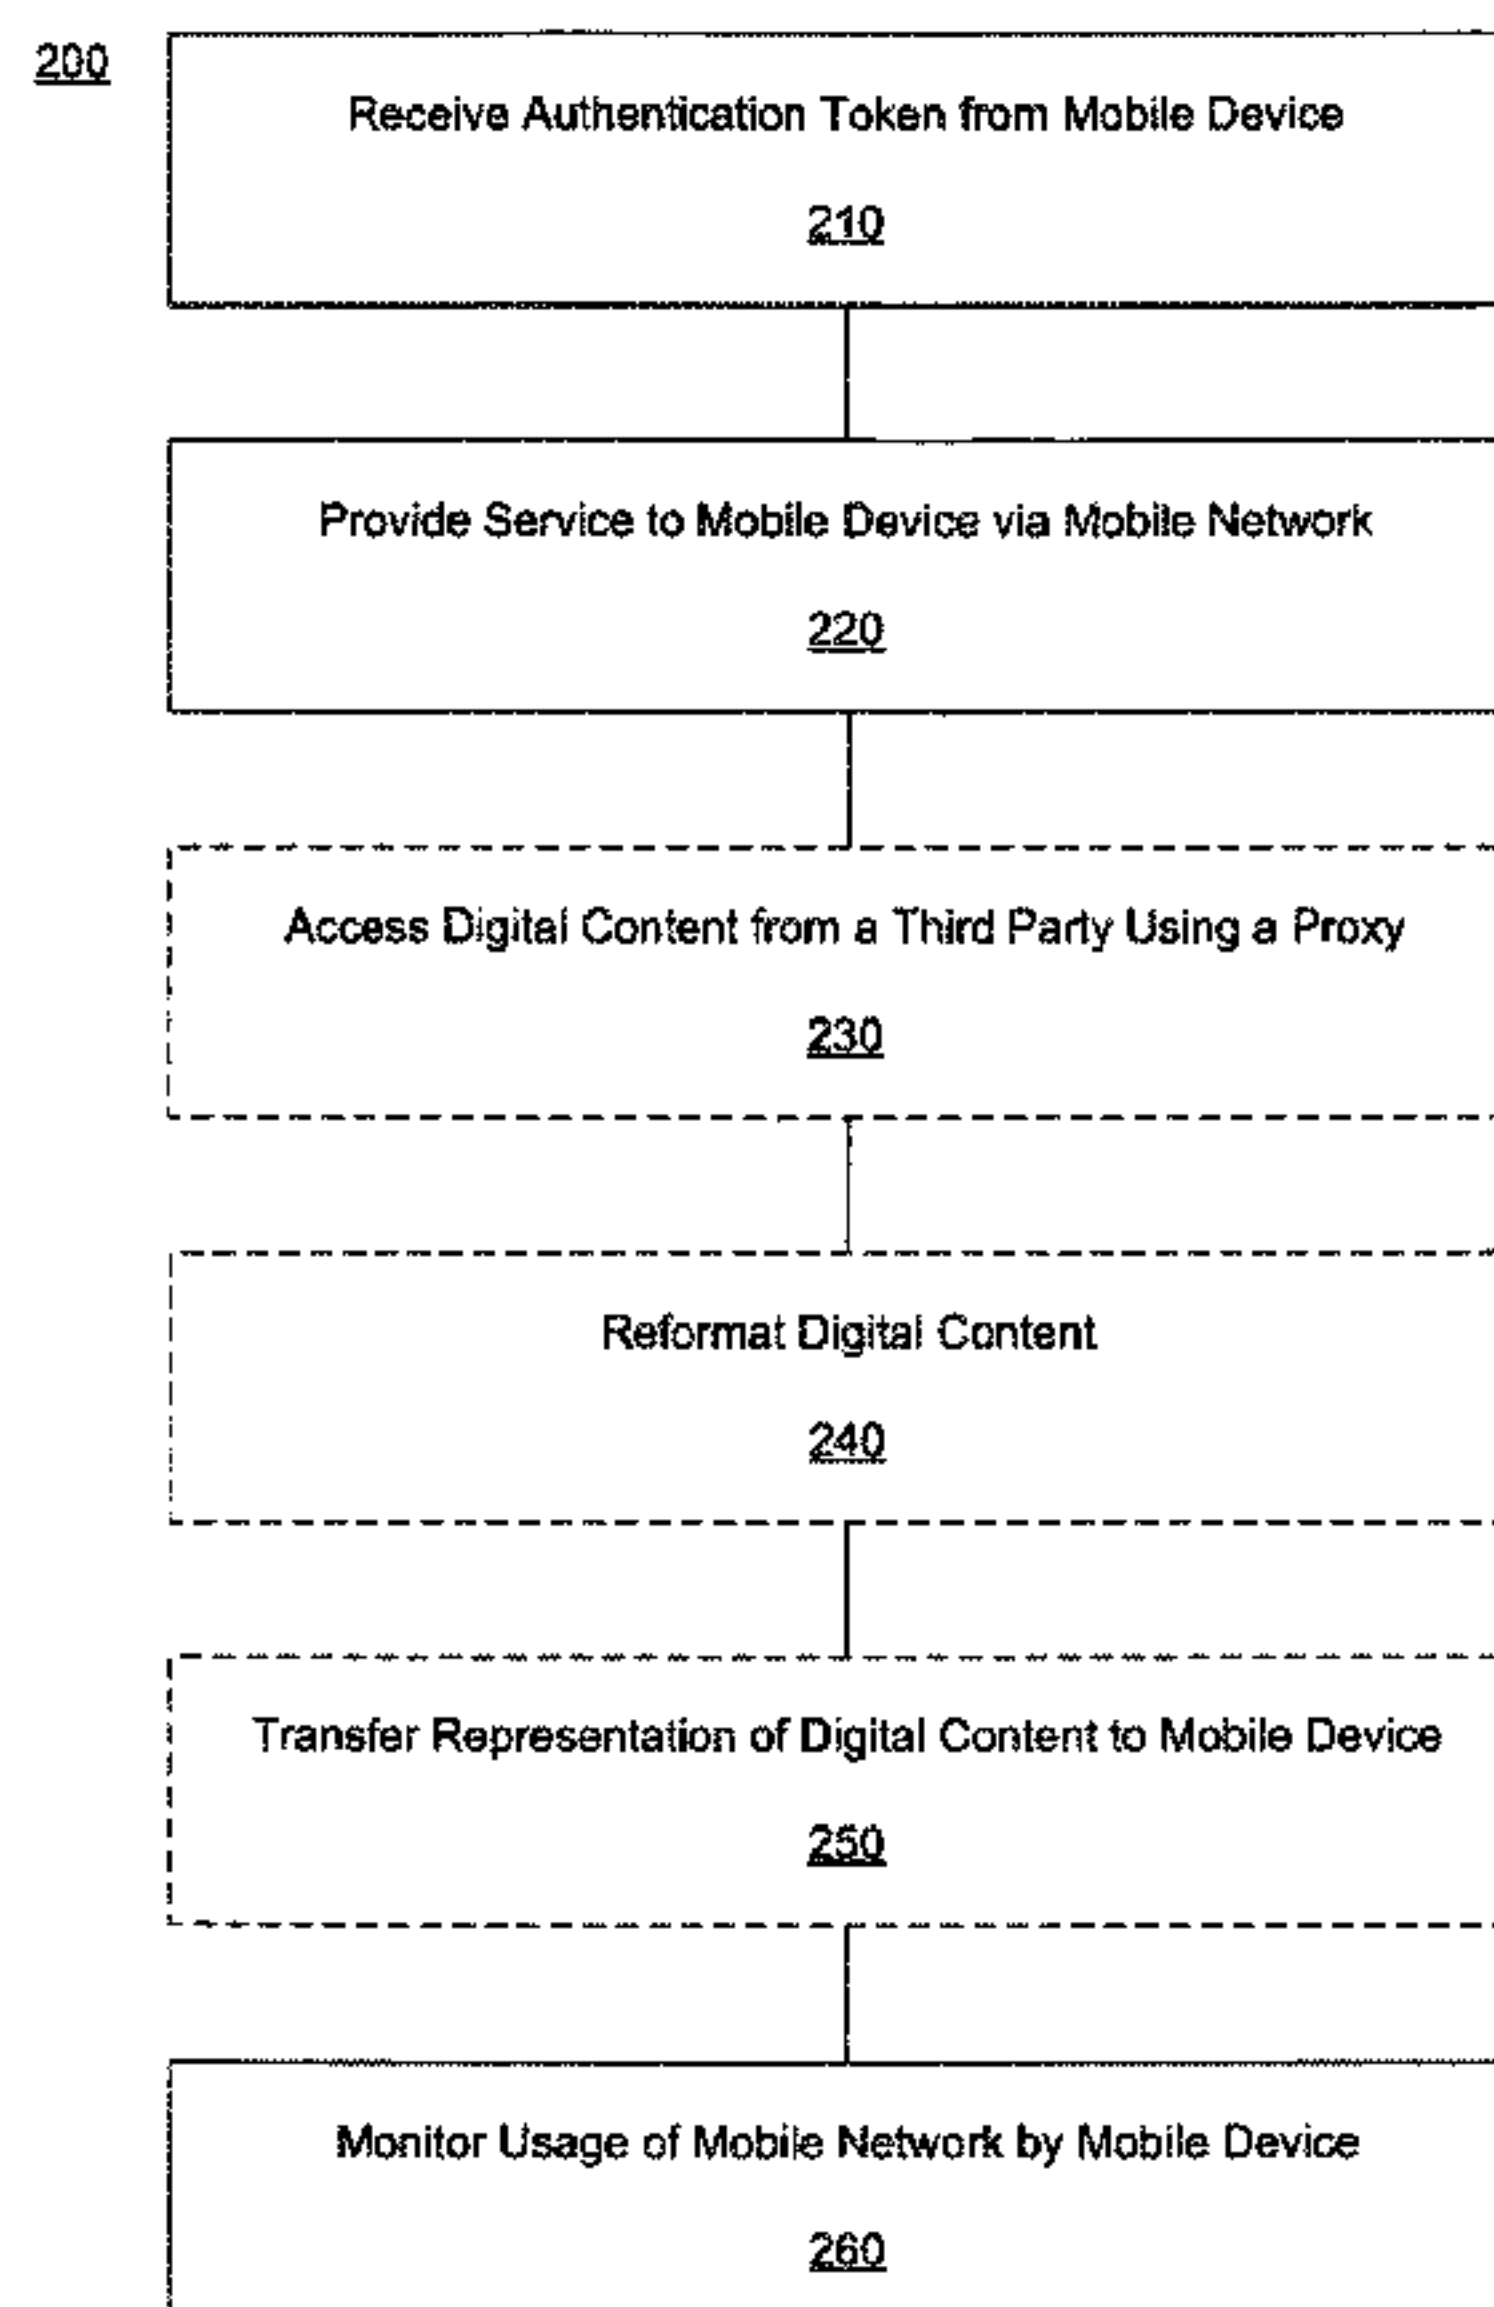 200
Receive Authentication Token from Mobile Device
210
Provide Service to Mobile Device via Mobile Network
220
Access Digital Content from a Third Party Using a Proxy
230
Reformat Digital Content
240
Transfer Representation of Digital Content to Mobile Device
250
Monitor Usage of Mobile Network by Mobile Device
260